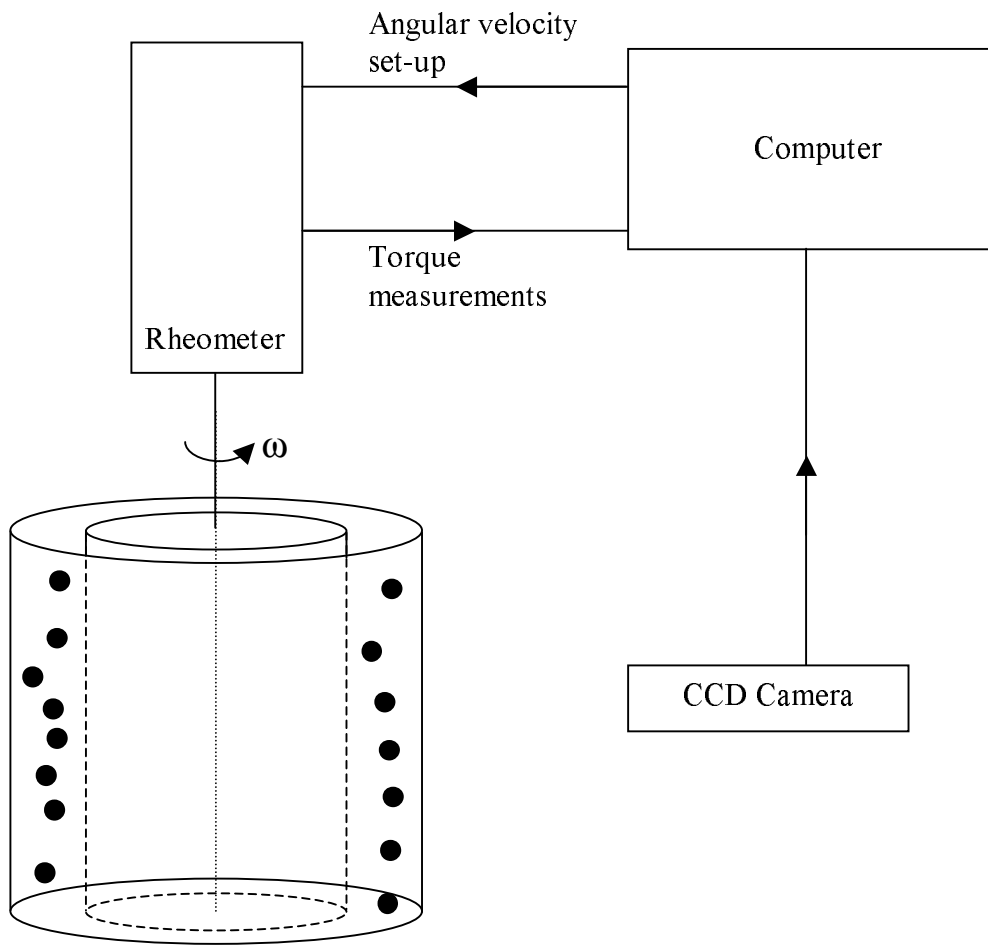 Angular velocity
set-up
Computer
Torque
measurements
Rheometer
ω
CCD Camera